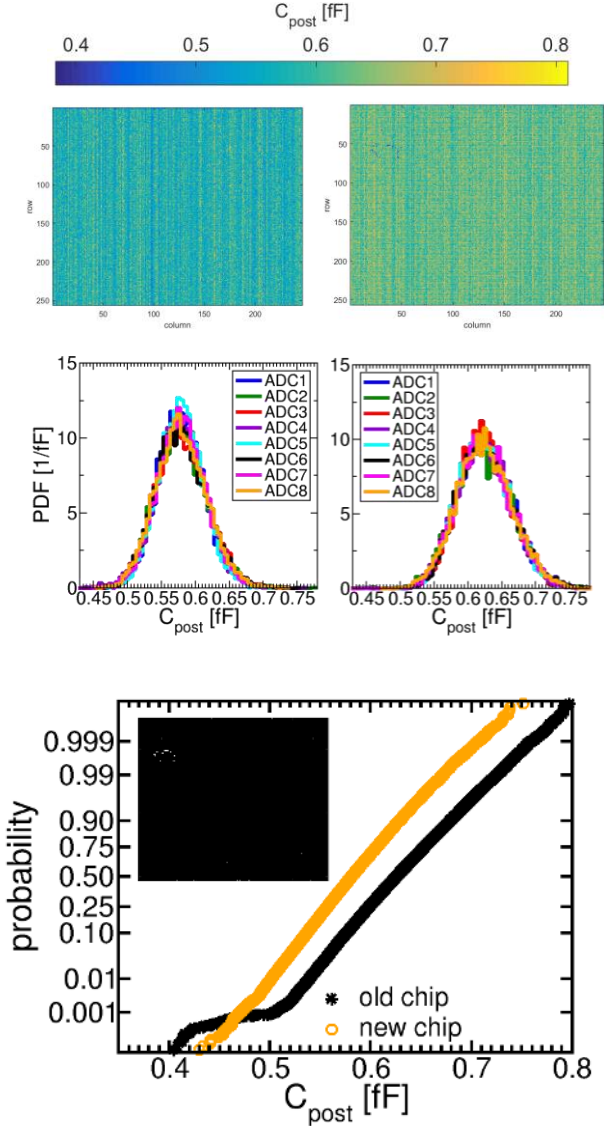 C_post [fF]
0.4 0.5 0.6 0.7 0.8
row
50
100
150
200
250
50 100 150 200
column
row
50
100
150
200
250
50 100 150 200
column
PDF [1/fF]
15
10
5
0
ADC1
ADC2
ADC3
ADC4
ADC5
ADC6
ADC7
ADC8
0.45 0.5 0.55 0.6 0.65 0.7 0.75
C_post [fF]
15
10
5
0
ADC1
ADC2
ADC3
ADC4
ADC5
ADC6
ADC7
ADC8
0.45 0.5 0.55 0.6 0.65 0.7 0.75
C_post [fF]
probability
0.999
0.99
0.90
0.75
0.50
0.25
0.10
0.01
0.001
old chip
new chip
0.4 0.5 0.6 0.7 0.8
C_post [fF]